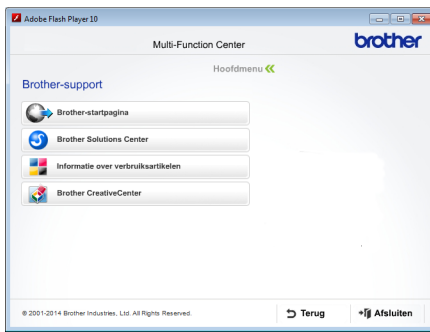 Adobe Flash Player 10
Multi-Function Center
brother
Hoofdmenu
Brother-support
Brother-startpagina
Brother Solutions Center
Informatie over verbruiksartikelen
Brother CreativeCenter
© 2001-2014 Brother Industries, Ltd. All Rights Reserved.
Terug
Afsluiten